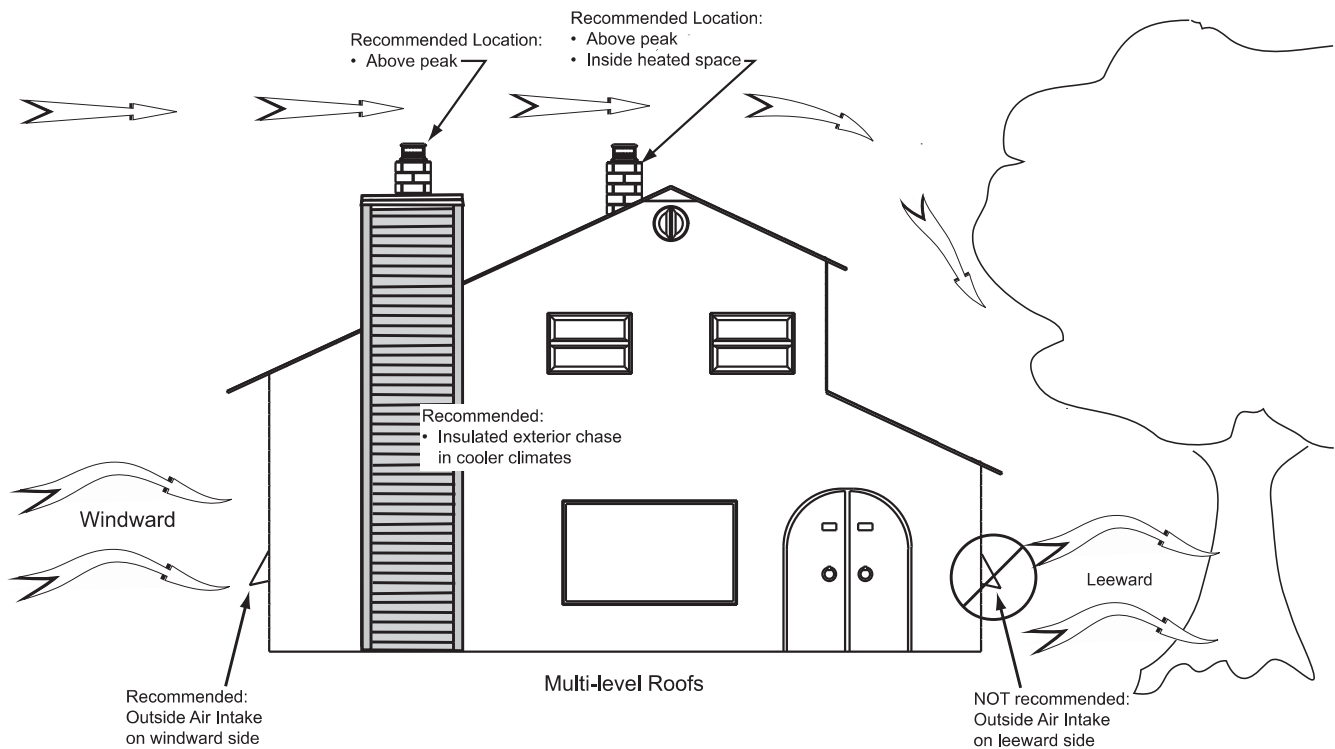 Recommended Location:
• Above peak
Recommended Location:
• Above peak
• Inside heated space
Recommended:
• Insulated exterior chase
in cooler climates
Windward
Leeward
Recommended:
Outside Air Intake
on windward side
Multi-level Roofs
NOT recommended:
Outside Air Intake
on leeward side